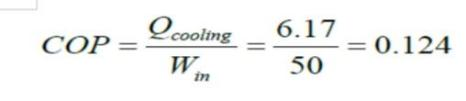 COP = Q_cooling / W_in = 6.17 / 50 = 0.124